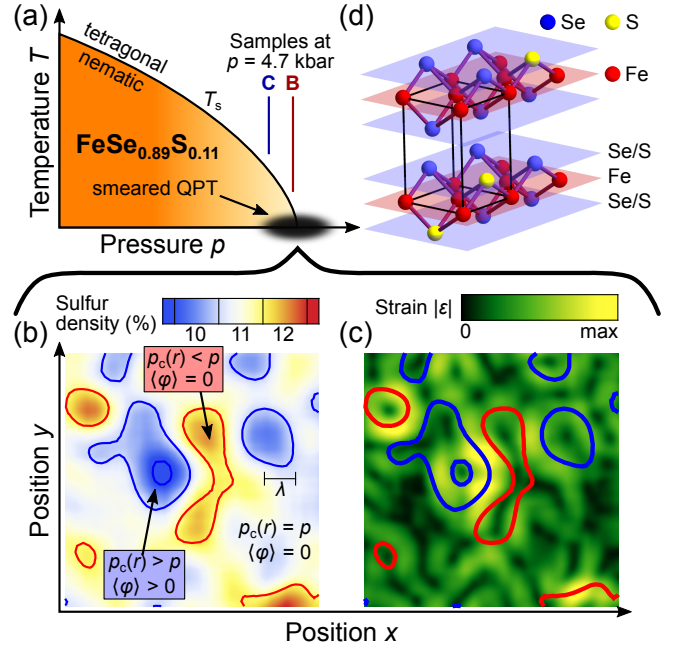 (a)
Temperature T
tetragonal
nematic
Tₛ
FeSe₀.₈₉S₀.₁₁
smeared QPT
Pressure p
Samples at
p = 4.7 kbar
C B
(d)
Se S
Fe
Se/S
Fe
Se/S
Sulfur
density (%)
10 11 12
(b)
p_c(r) < p
⟨φ⟩ = 0
λ
p_c(r) = p
⟨φ⟩ = 0
p_c(r) > p
⟨φ⟩ > 0
Position y
Strain |ε|
0 max
(c)
Position x